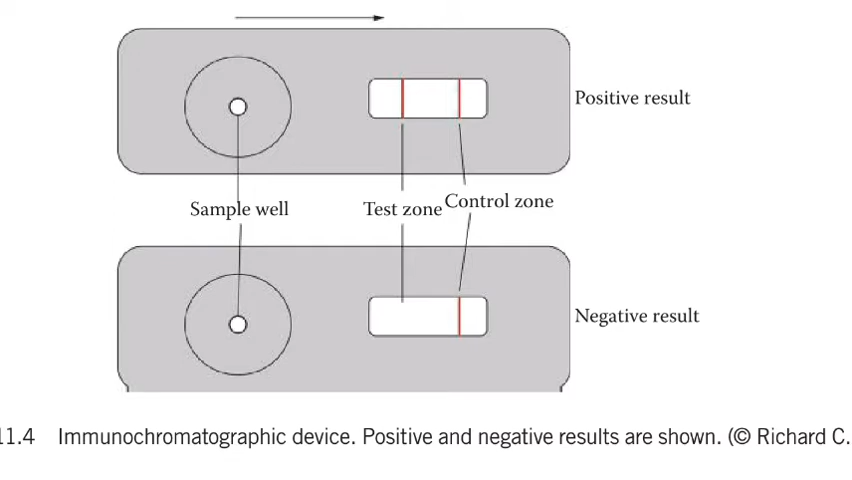 Positive result
Sample well
Test zone
Control zone
Negative result
11.4 Immunochromatographic device. Positive and negative results are shown. (© Richard C.